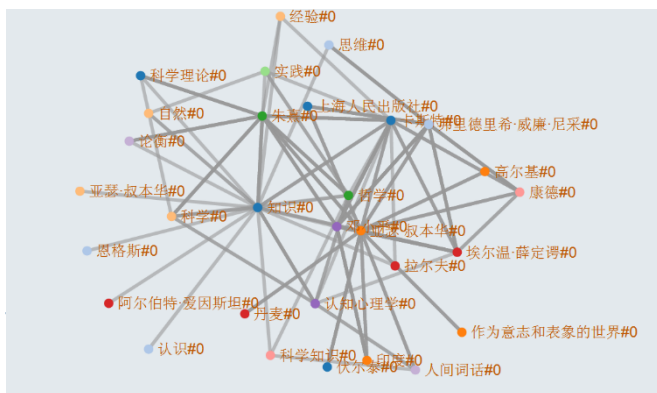 经验#0
思维#0
实践#0
科学理论#0
上海人民出版社#0
自然#0
朱熹#0
卡斯特#0
弗里德里希·威廉·尼采#0
论衡#0
高尔基#0
亚瑟·叔本华#0
哲学#0
康德#0
知识#0
科学#0
叔本华#0
恩格斯#0
埃尔温·薛定谔#0
拉尔夫#0
阿尔伯特·爱因斯坦#0
认知心理学#0
丹麦#0
作为意志和表象的世界#0
认识#0
科学知识#0
印度#0
伏尔泰#0
人间词话#0